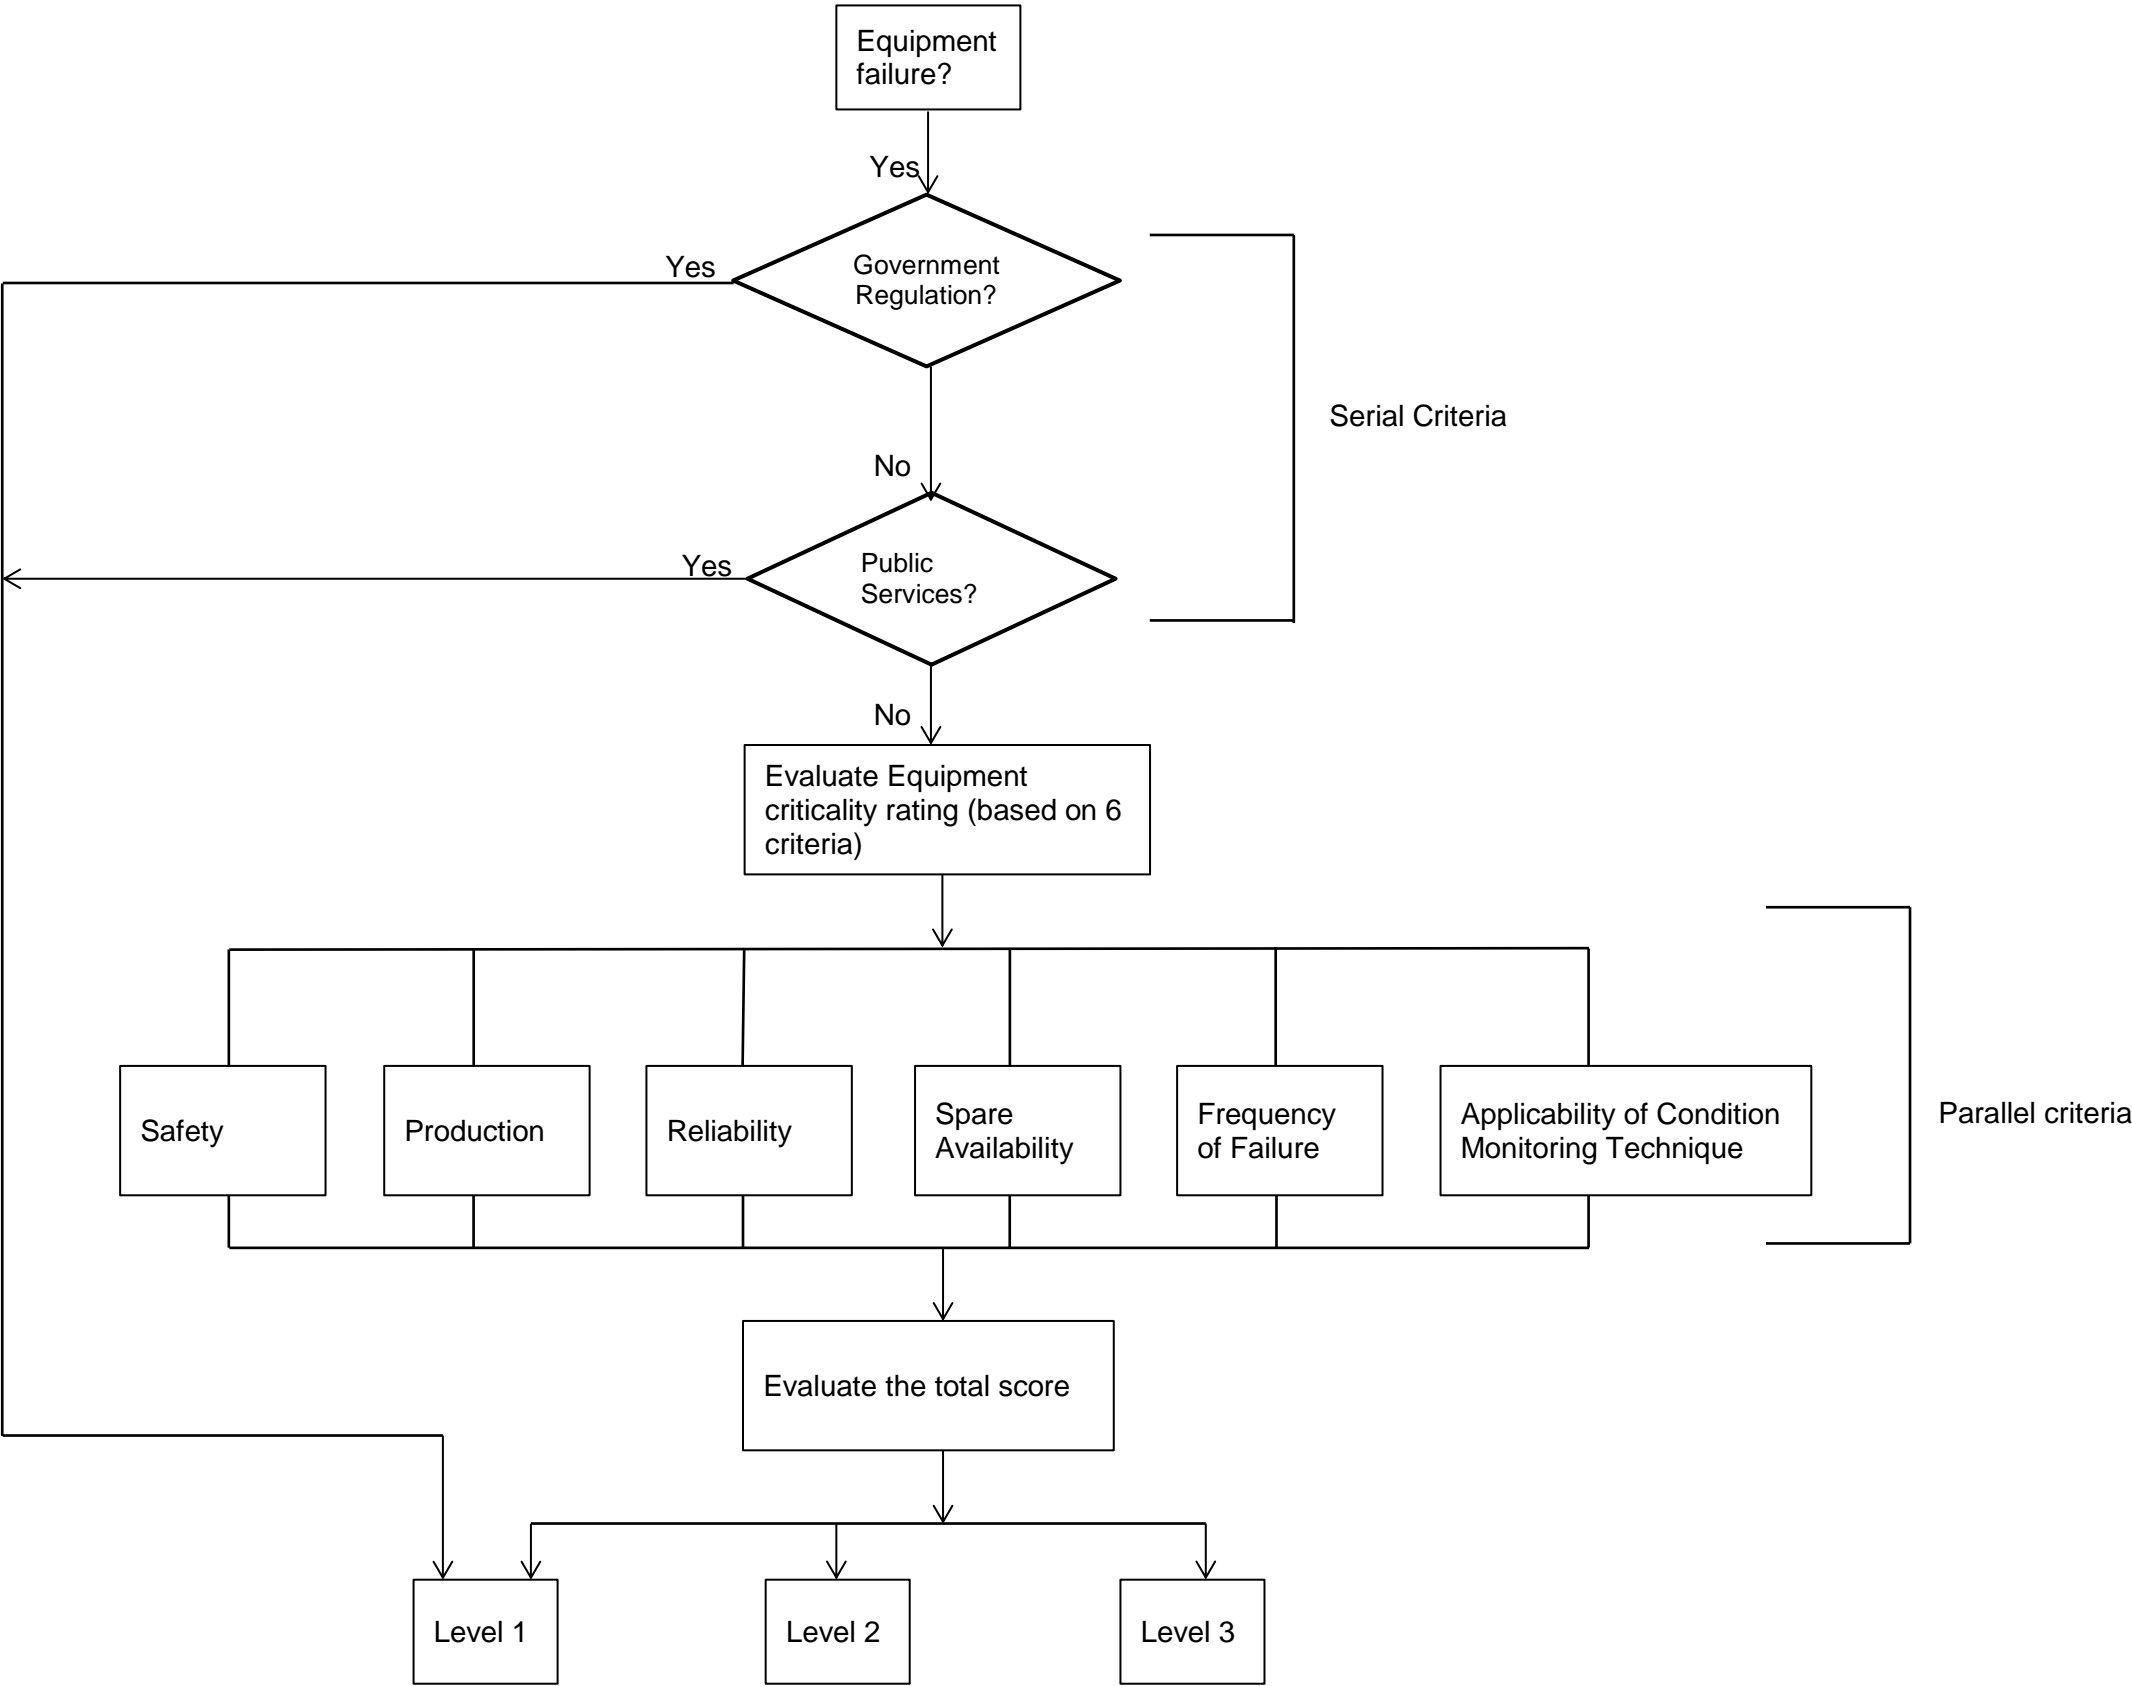 Equipment
failure?
Yes
Yes
Government
Regulation?
Serial Criteria
No
Yes
Public
Services?
No
Evaluate Equipment
criticality rating (based on 6
criteria)
Safety
Production
Reliability
Spare
Availability
Frequency
of Failure
Applicability of Condition
Monitoring Technique
Parallel criteria
Evaluate the total score
Level 1
Level 2
Level 3